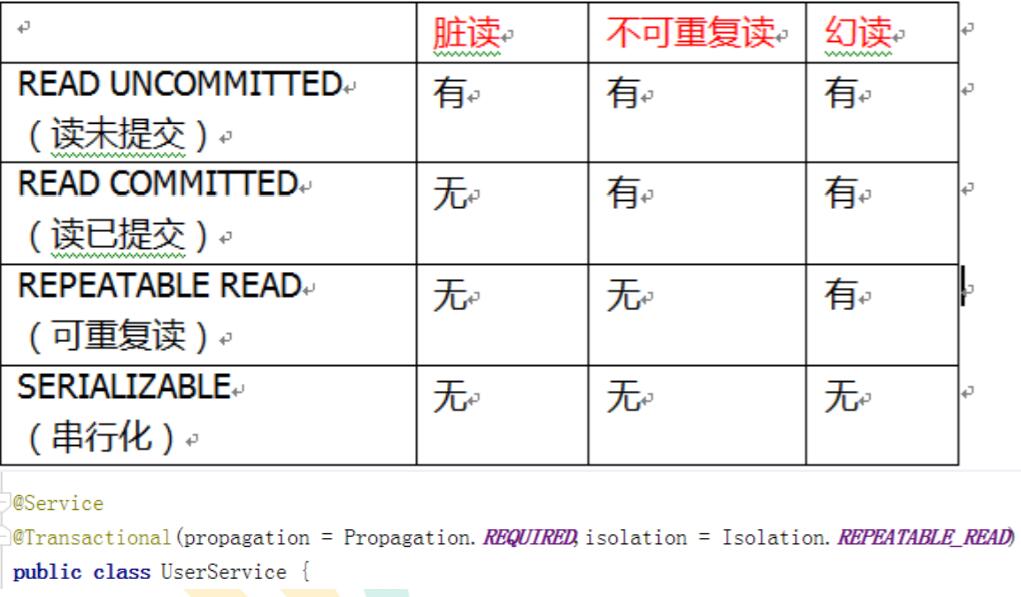 脏读 不可重复读 幻读
READ UNCOMMITTED 有 有 有
（读未提交）
READ COMMITTED 无 有 有
（读已提交）
REPEATABLE READ 无 无 有
（可重复读）
SERIALIZABLE 无 无 无
（串行化）
@Service
@Transactional(propagation = Propagation.REQUIRED,isolation = Isolation.REPEATABLE_READ)
public class UserService {